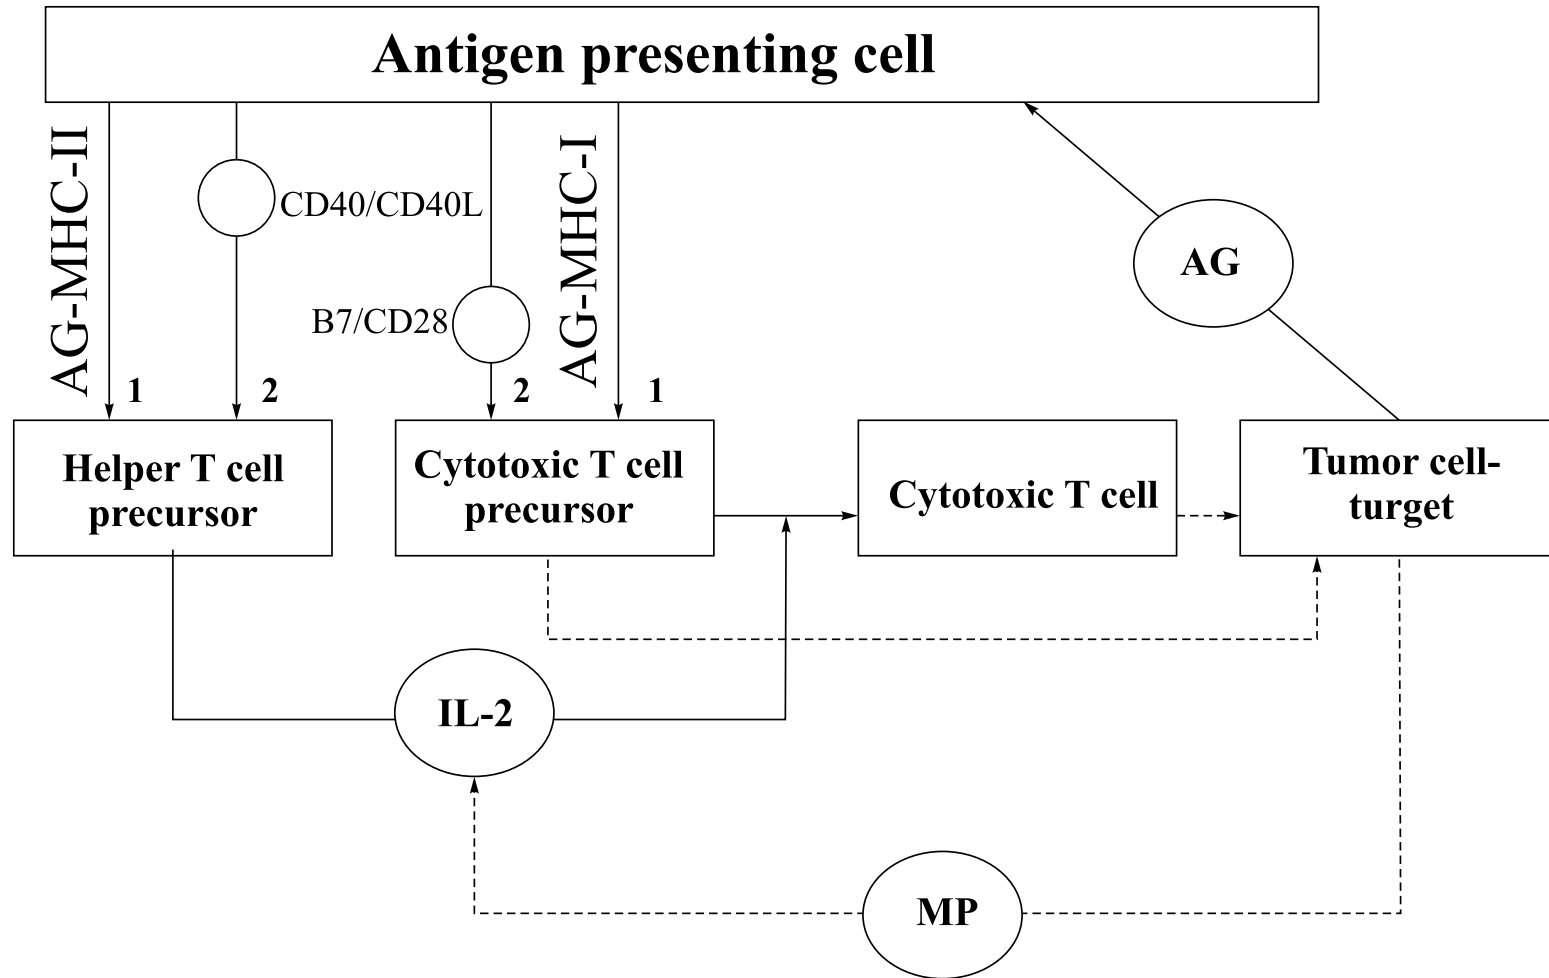 Antigen presenting cell
AG-MHC-II
CD40/CD40L
B7/CD28
AG-MHC-I
AG
1
2
2
1
Helper T cell
precursor
Cytotoxic T cell
precursor
Cytotoxic T cell
Tumor cell-
turget
IL-2
MP